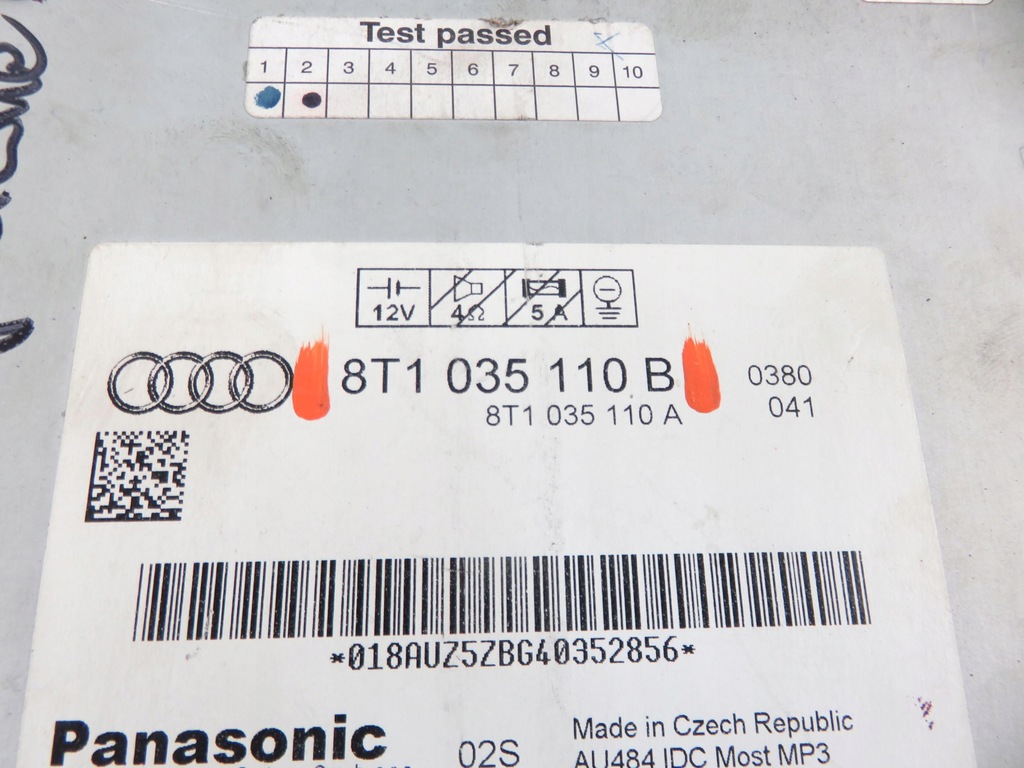 Test passed
1 2 3 4 5 6 7 8 9 10
12V 4Ω 5 A
8T1 035 110 B 0380
8T1 035 110 A 041
*018AUZ5ZBG40352856*
Panasonic 02S Made in Czech Republic
AU484 IDC Most MP3